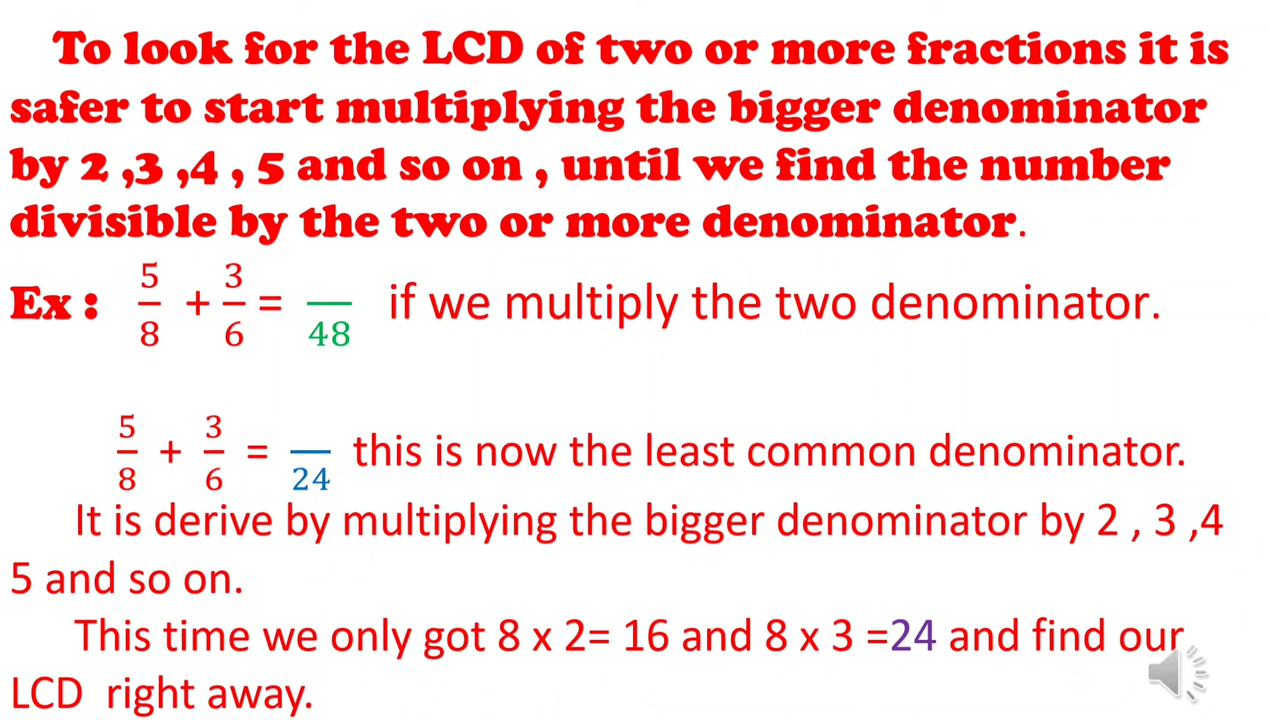 To look for the LCD of two or more fractions it is
safer to start multiplying the bigger denominator
by 2 ,3 ,4 , 5 and so on , until we find the number
divisible by the two or more denominator.
Ex : 5/8 + 3/6 = __/48 if we multiply the two denominator.
5/8 + 3/6 = __/24 this is now the least common denominator.
It is derive by multiplying the bigger denominator by 2 , 3 ,4
5 and so on.
This time we only got 8 x 2= 16 and 8 x 3 =24 and find our
LCD right away.